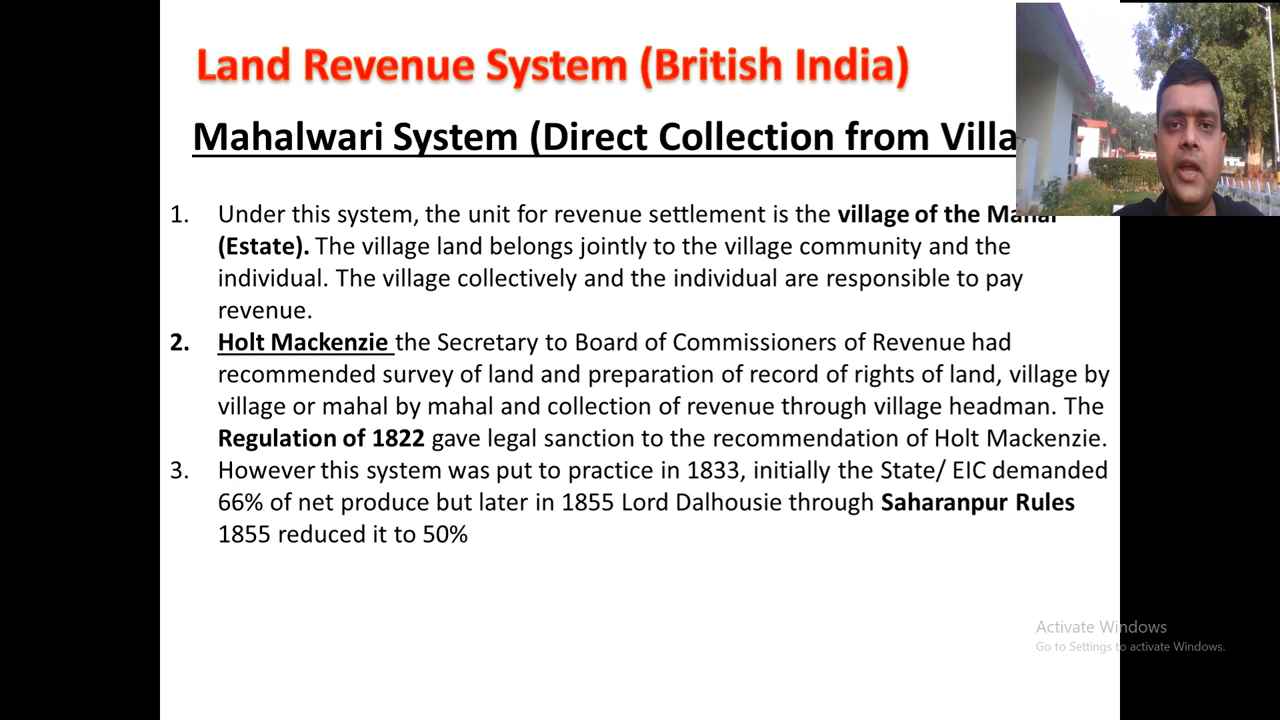 Land Revenue System (British India)
Mahalwari System (Direct Collection from Villa
1. Under this system, the unit for revenue settlement is the village of the Mahal
(Estate). The village land belongs jointly to the village community and the
individual. The village collectively and the individual are responsible to pay
revenue.
2. Holt Mackenzie the Secretary to Board of Commissioners of Revenue had
recommended survey of land and preparation of record of rights of land, village by
village or mahal by mahal and collection of revenue through village headman. The
Regulation of 1822 gave legal sanction to the recommendation of Holt Mackenzie.
3. However this system was put to practice in 1833, initially the State/ EIC demanded
66% of net produce but later in 1855 Lord Dalhousie through Saharanpur Rules
1855 reduced it to 50%
Activate Windows
Go to Settings to activate Windows.